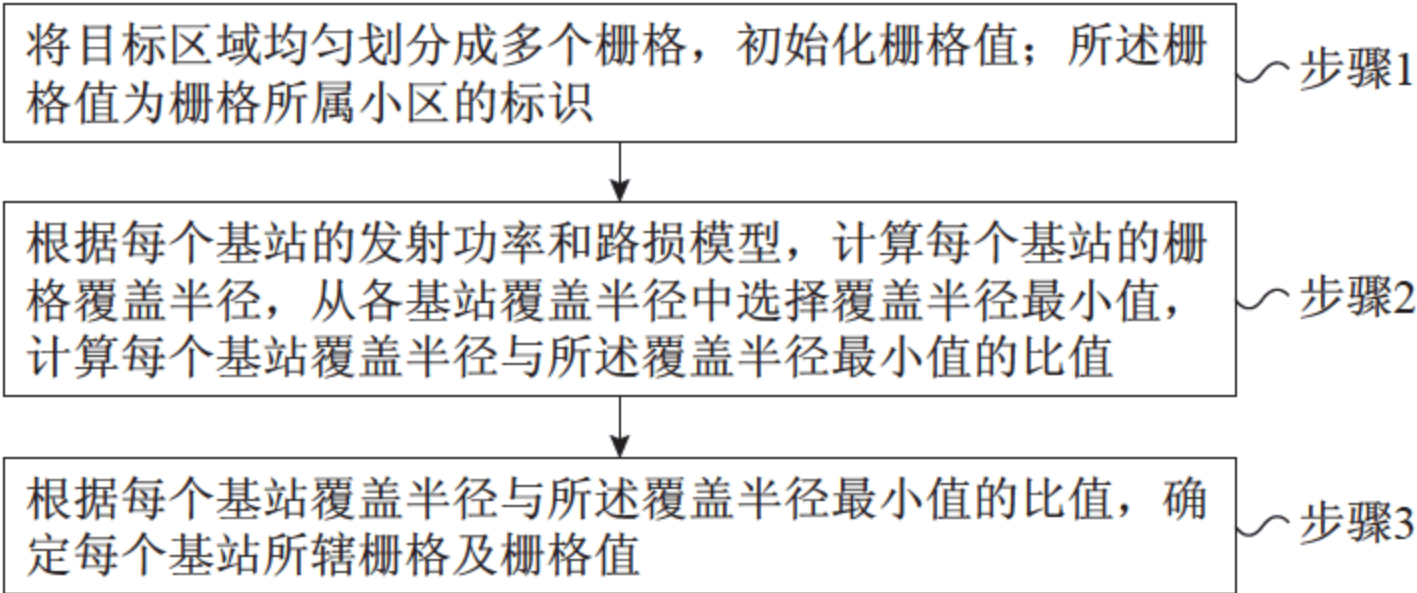 将目标区域均匀划分成多个栅格，初始化栅格值；所述栅
格值为栅格所属小区的标识
步骤1
根据每个基站的发射功率和路损模型，计算每个基站的栅
格覆盖半径，从各基站覆盖半径中选择覆盖半径最小值，
计算每个基站覆盖半径与所述覆盖半径最小值的比值
步骤2
根据每个基站覆盖半径与所述覆盖半径最小值的比值，确
定每个基站所辖栅格及栅格值
步骤3